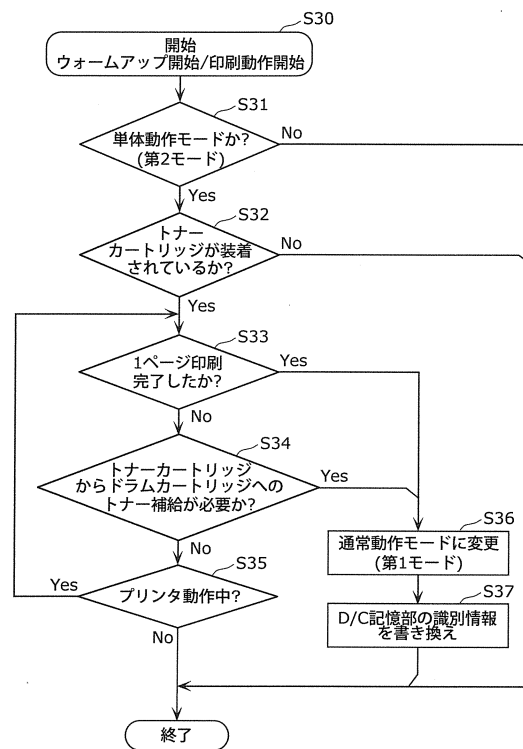 S30
開始
ウォームアップ開始/印刷動作開始
S31
単体動作モードか?
(第2モード)
No
Yes
S32
トナー
カートリッジが装着
されているか?
No
Yes
S33
1ページ印刷
完了したか?
Yes
No
S34
トナーカートリッジ
からドラムカートリッジへの
トナー補給が必要か?
Yes
No
S36
通常動作モードに変更
(第1モード)
S35
プリンタ動作中?
Yes
No
S37
D/C記憶部の識別情報
を書き換え
終了